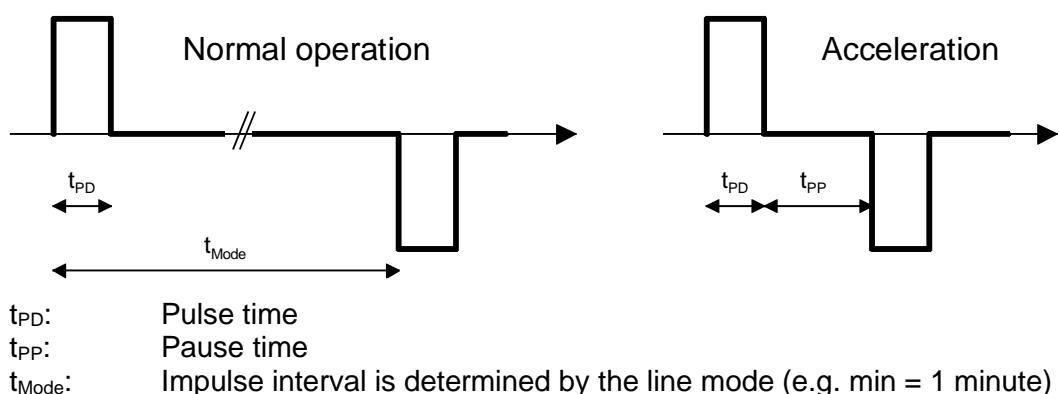 Normal operation
Acceleration
tPD
tPD
tPP
tMode
tPD: Pulse time
tPP: Pause time
tMode: Impulse interval is determined by the line mode (e.g. min = 1 minute)